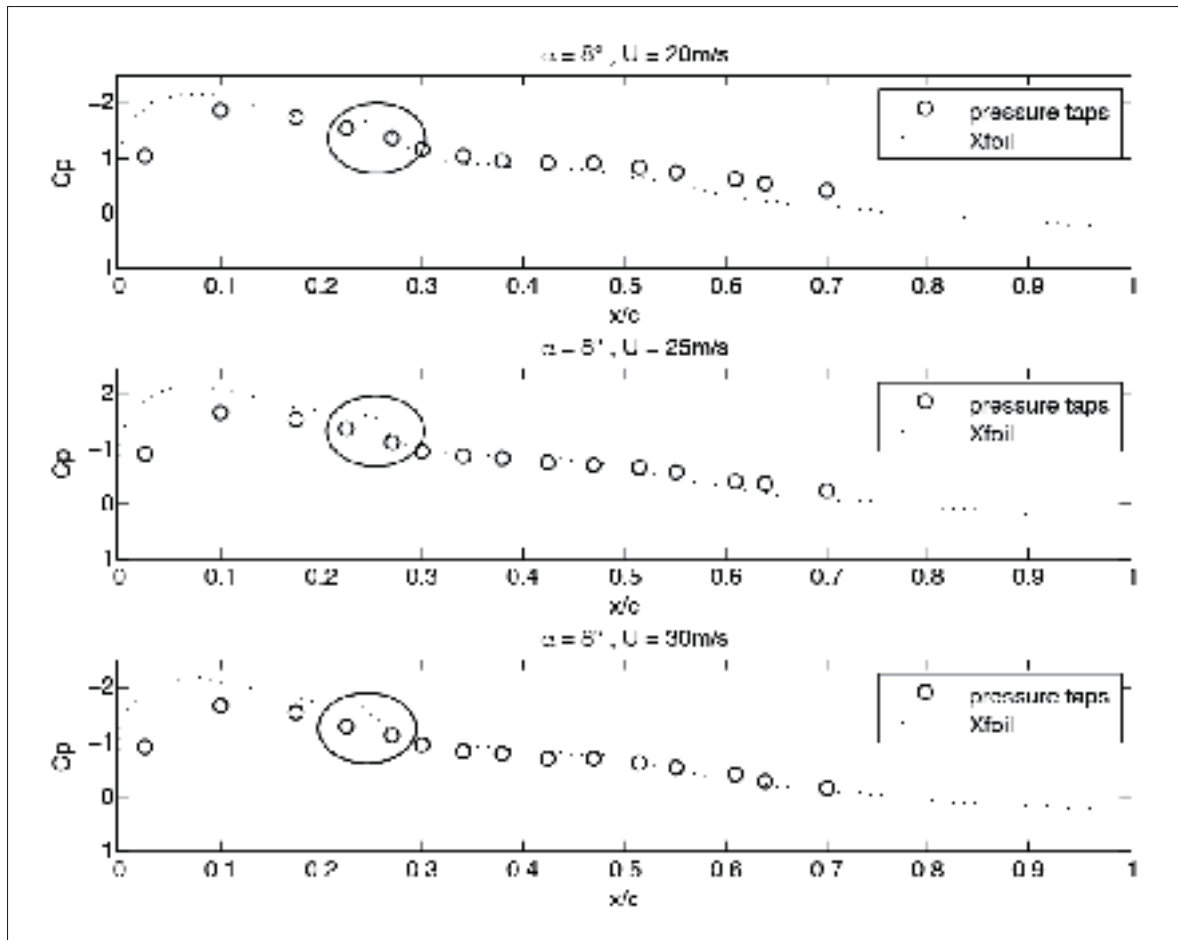 α = 8° , U = 20m/s
pressure taps
Xfoil
Cp
−2
1
0
1
0 0.1 0.2 0.3 0.4 0.5 0.6 0.7 0.8 0.9 1
x/c
α = 8° , U = 25m/s
pressure taps
Xfoil
Cp
2
−1
0
1
0 0.1 0.2 0.3 0.4 0.5 0.6 0.7 0.8 0.9 1
x/c
α = 8° , U = 30m/s
pressure taps
Xfoil
Cp
−2
−1
0
1
0 0.1 0.2 0.3 0.4 0.5 0.6 0.7 0.8 0.9 1
x/c